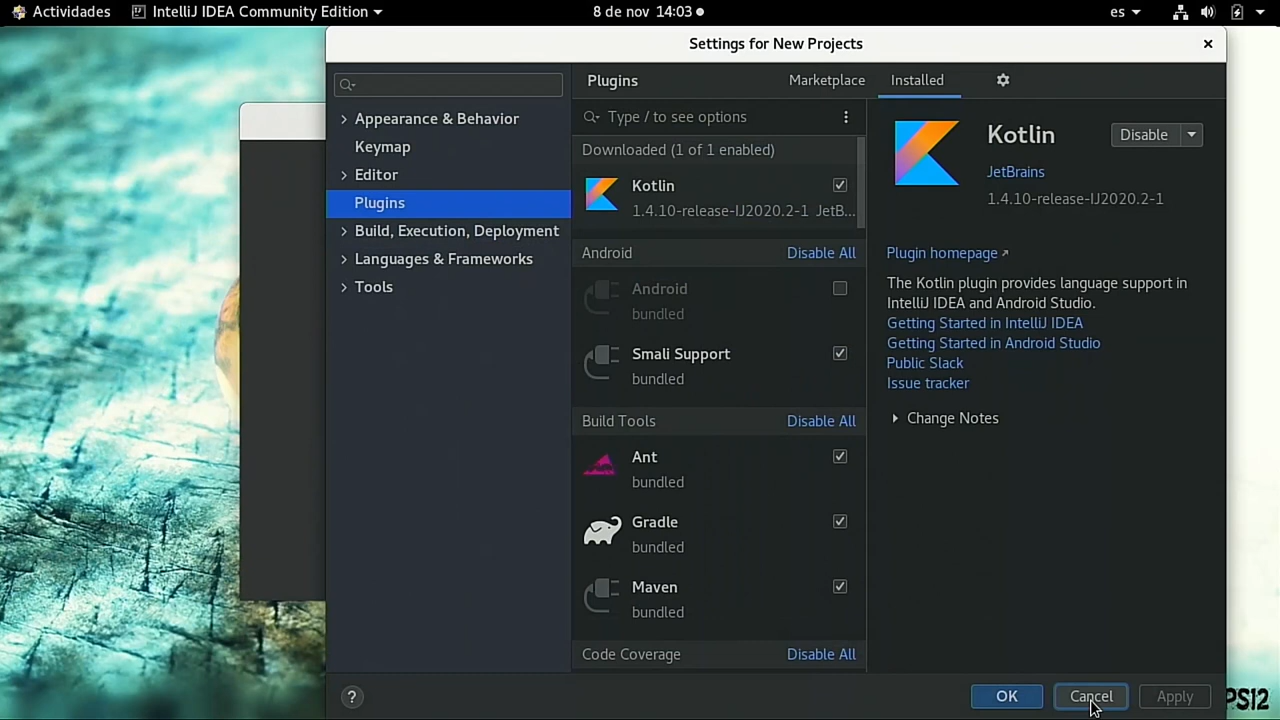 Actividades IntelliJ IDEA Community Edition 8 de nov 14:03 es
Settings for New Projects
Appearance & Behavior
Keymap
Editor
Plugins
Build, Execution, Deployment
Languages & Frameworks
Tools
Plugins Marketplace Installed
Type / to see options
Downloaded (1 of 1 enabled)
Kotlin
1.4.10-release-IJ2020.2-1 JetB...
Android Disable All
Android
bundled
Smali Support
bundled
Build Tools Disable All
Ant
bundled
Gradle
bundled
Maven
bundled
Code Coverage Disable All
Kotlin Disable
JetBrains
1.4.10-release-IJ2020.2-1
Plugin homepage
The Kotlin plugin provides language support in
IntelliJ IDEA and Android Studio.
Getting Started in IntelliJ IDEA
Getting Started in Android Studio
Public Slack
Issue tracker
Change Notes
? OK Cancel Apply
PS12